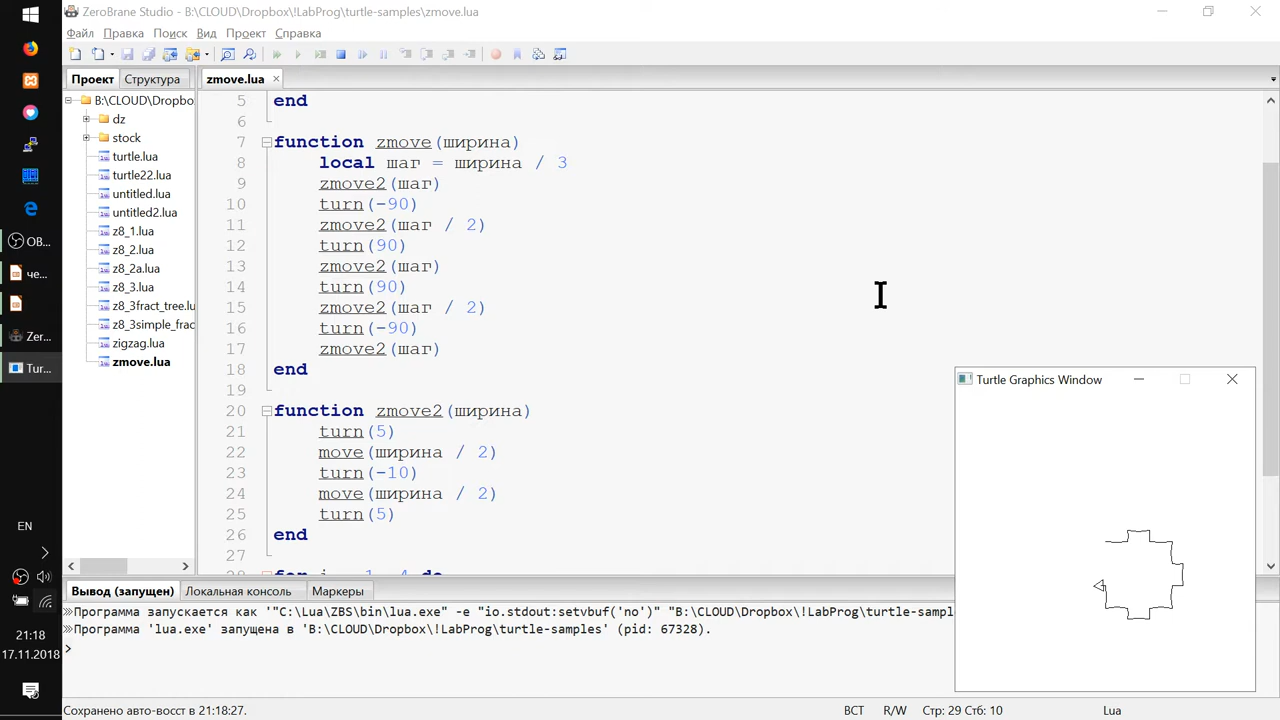 ZeroBrane Studio - B:\CLOUD\Dropbox\!LabProg\turtle-samples\zmove.lua
Файл Правка Поиск Вид Проект Справка
Проект Структура
zmove.lua
B:\CLOUD\Dropbo
dz
stock
turtle.lua
turtle22.lua
untitled.lua
untitled2.lua
z8_1.lua
z8_2.lua
z8_2a.lua
z8_3.lua
z8_3fract_tree.lu
z8_3simple_frac
zigzag.lua
zmove.lua
5 end
6
7 function zmove(ширина)
8 local шаг = ширина / 3
9 zmove2(шаг)
10 turn(-90)
11 zmove2(шаг / 2)
12 turn(90)
13 zmove2(шаг)
14 turn(90)
15 zmove2(шаг / 2)
16 turn(-90)
17 zmove2(шаг)
18 end
19
20 function zmove2(ширина)
21 turn(5)
22 move(ширина / 2)
23 turn(-10)
24 move(ширина / 2)
25 turn(5)
26 end
27
Turtle Graphics Window
OB...
че...
Zer...
Tur...
EN
21:18
17.11.2018
Вывод (запущен) Локальная консоль Маркеры
Программа запускается как '"C:\Lua\ZBS\bin\lua.exe" -e "io.stdout:setvbuf('no')" "B:\CLOUD\Dropbox\!LabProg\turtle-sampl
Программа 'lua.exe' запущена в 'B:\CLOUD\Dropbox\!LabProg\turtle-samples' (pid: 67328).
Сохранено авто-восст в 21:18:27.
ВСТ R/W Стр: 29 Стб: 10 Lua